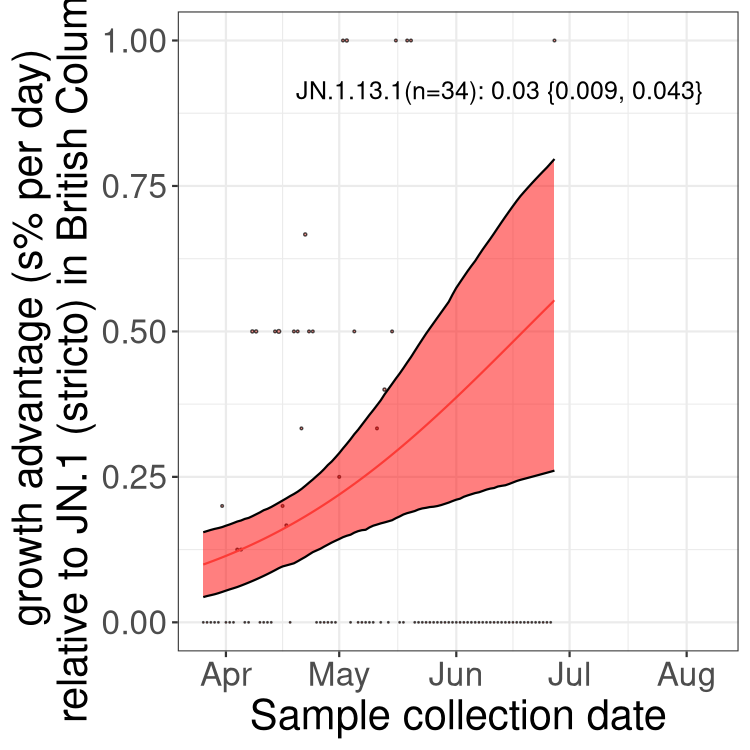 growth advantage (s% per day)
relative to JN.1 (stricto) in British Colum
1.00
0.75
0.50
0.25
0.00
JN.1.13.1(n=34): 0.03 {0.009, 0.043}
Apr May Jun Jul Aug
Sample collection date